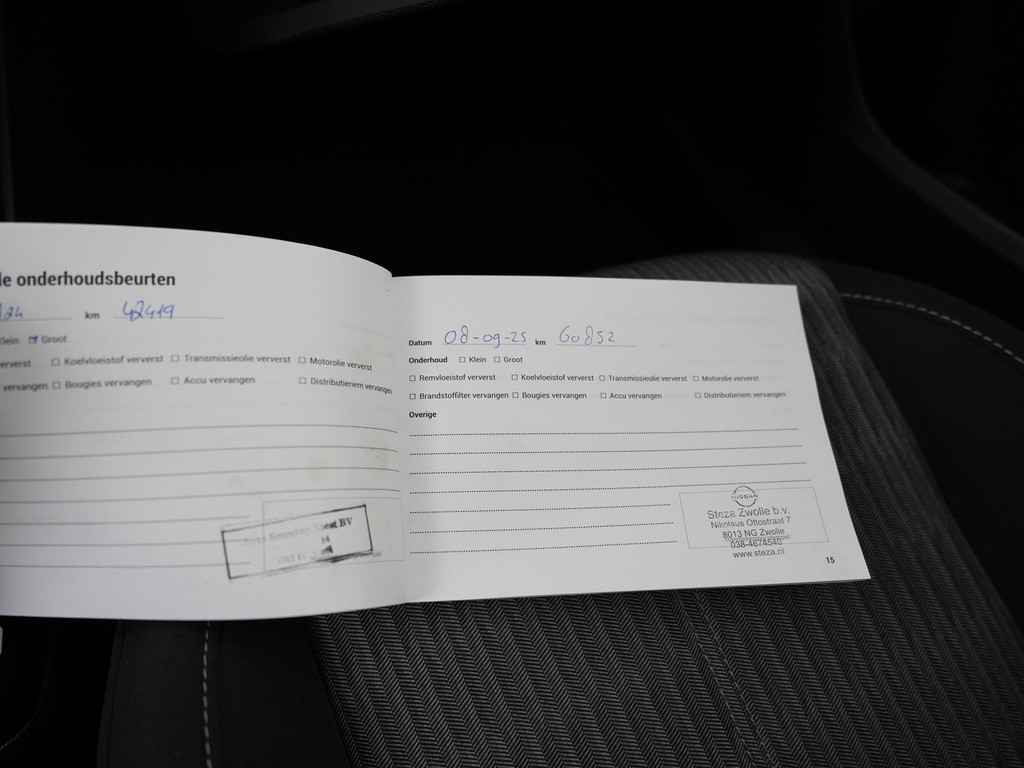 onderhoudsbeurten
km 42419
Klein Groot
ververst Koelvloeistof ververst Transmissieolie ververst Motorolie ververst
vervangen Bougies vervangen Accu vervangen Distributieriem vervangen
BV
Datum 08-09-25 km 60852
Onderhoud Klein Groot
Remvloeistof ververst Koelvloeistof ververst Transmissieolie ververst Motorolie ververst
Brandstoffilter vervangen Bougies vervangen Accu vervangen Distributieriem vervangen
Overige
NISSAN
Steza Zwolle b.v.
Nikolaus Ottostraat 7
8013 NG Zwolle
038-4674540
www.steza.nl
15